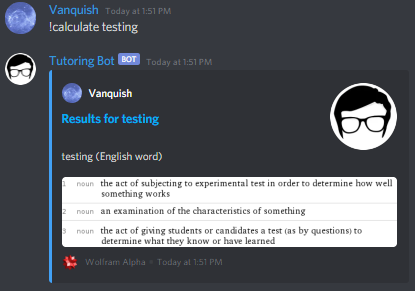 Vanquish Today at 1:51 PM
!calculate testing
Tutoring Bot BOT Today at 1:51 PM
Vanquish
Results for testing
testing (English word)
1 noun the act of subjecting to experimental test in order to determine how well
something works
2 noun an examination of the characteristics of something
3 noun the act of giving students or candidates a test (as by questions) to
determine what they know or have learned
Wolfram Alpha • Today at 1:51 PM